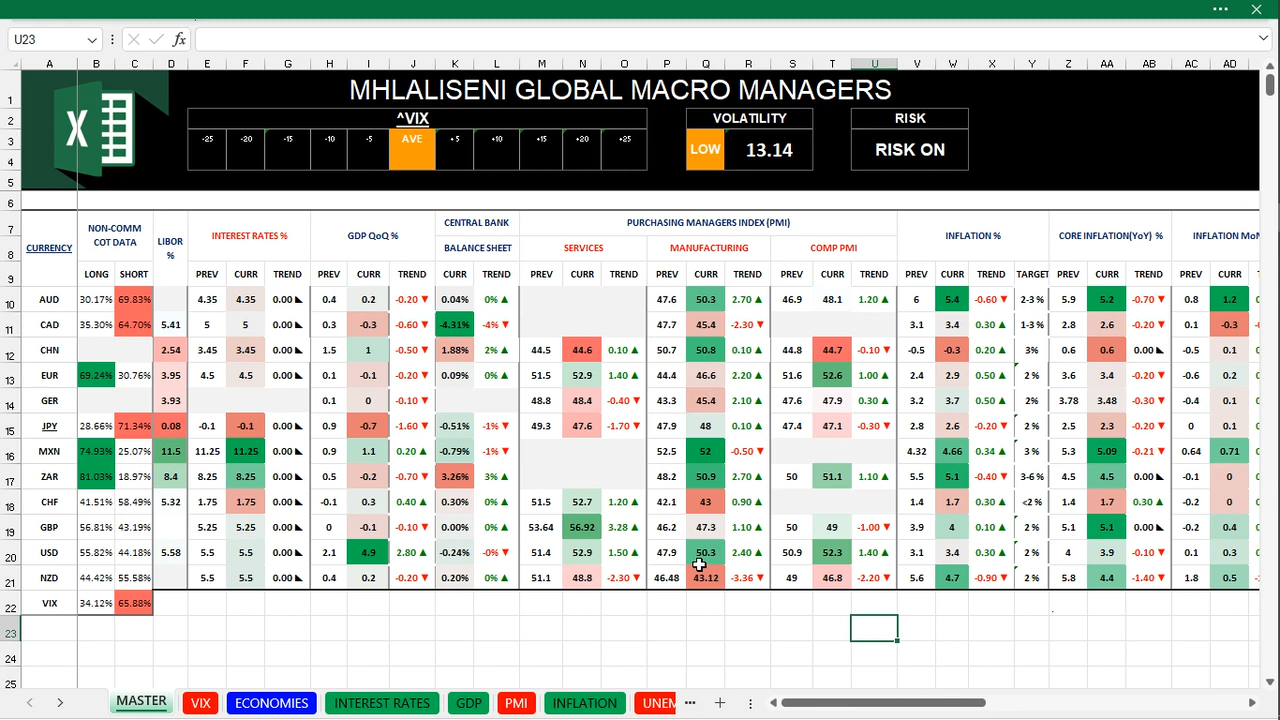 U23 fx
A B C D E F G H I J K L M N O P Q R S T U V W X Y Z AA AB AC AD
1 MHLALISENI GLOBAL MACRO MANAGERS
2 ^VIX VOLATILITY RISK
3 -25 -20 -15 -10 -5 AVE +5 +10 +15 +20 +25
4 LOW 13.14 RISK ON
5
6
7 NON-COMM COT DATA LIBOR % INTEREST RATES % GDP QoQ % CENTRAL BANK PURCHASING MANAGERS INDEX (PMI) INFLATION % CORE INFLATION(YoY) % INFLATION MoM
8 CURRENCY BALANCE SHEET SERVICES MANUFACTURING COMP PMI
9 LONG SHORT PREV CURR TREND PREV CURR TREND CURR TREND PREV CURR TREND PREV CURR TREND PREV CURR TREND PREV CURR TREND TARGET PREV CURR TREND PREV CURR
10 AUD 30.17% 69.83% 4.35 4.35 0.00 0.4 0.2 -0.20 ▼ 0.04% 0% ▲ 47.6 50.3 2.70 ▲ 46.9 48.1 1.20 ▲ 6 5.4 -0.60 ▼ 2-3 % 5.9 5.2 -0.70 ▼ 0.8 1.2
11 CAD 35.30% 64.70% 5.41 5 5 0.00 0.3 -0.3 -0.60 ▼ -4.31% -4% ▼ 47.7 45.4 -2.30 ▼ 3.1 3.4 0.30 ▲ 1-3 % 2.8 2.6 -0.20 ▼ 0.1 -0.3
12 CHN 2.54 3.45 3.45 0.00 1.5 1 -0.50 ▼ 1.88% 2% ▲ 44.5 44.6 0.10 ▲ 50.7 50.8 0.10 ▲ 44.8 44.7 -0.10 ▼ -0.5 -0.3 0.20 ▲ 3% 0.6 0.6 0.00 -0.5 0.1
13 EUR 69.24% 30.76% 3.95 4.5 4.5 0.00 0.1 -0.1 -0.20 ▼ 0.09% 0% ▲ 51.5 52.9 1.40 ▲ 44.4 46.6 2.20 ▲ 51.6 52.6 1.00 ▲ 2.4 2.9 0.50 ▲ 2 % 3.6 3.4 -0.20 ▼ -0.6 0.2
14 GER 3.93 0.1 0 -0.10 ▼ 48.8 48.4 -0.40 ▼ 43.3 45.4 2.10 ▲ 47.6 47.9 0.30 ▲ 3.2 3.7 0.50 ▲ 2% 3.78 3.48 -0.30 ▼ -0.4 0.1
15 JPY 28.66% 71.34% 0.08 -0.1 -0.1 0.00 0.9 -0.7 -1.60 ▼ -0.51% -1% ▼ 49.3 47.6 -1.70 ▼ 47.9 48 0.10 ▲ 47.4 47.1 -0.30 ▼ 2.8 2.6 -0.20 ▼ 2% 2.5 2.3 -0.20 ▼ 0 0.1
16 MXN 74.93% 25.07% 11.5 11.25 11.25 0.00 0.9 1.1 0.20 ▲ -0.79% -1% ▼ 52.5 52 -0.50 ▼ 4.32 4.66 0.34 ▲ 3 % 5.3 5.09 -0.21 ▼ 0.64 0.71
17 ZAR 81.03% 18.97% 8.4 8.25 8.25 0.00 0.5 -0.2 -0.70 ▼ 3.26% 3% ▲ 48.2 50.9 2.70 ▲ 50 51.1 1.10 ▲ 5.5 5.1 -0.40 ▼ 3-6 % 4.5 4.5 0.00 -0.1 0
18 CHF 41.51% 58.49% 5.32 1.75 1.75 0.00 -0.1 0.3 0.40 ▲ 0.30% 0% ▲ 51.5 52.7 1.20 ▲ 42.1 43 0.90 ▲ 1.4 1.7 0.30 ▲ <2 % 1.4 1.7 0.30 ▲ -0.2 0
19 GBP 56.81% 43.19% 5.25 5.25 0.00 0 -0.1 -0.10 ▼ 0.00% 0% ▲ 53.64 56.92 3.28 ▲ 46.2 47.3 1.10 ▲ 50 49 -1.00 ▼ 3.9 4 0.10 ▲ 2 % 5.1 5.1 0.00 -0.2 0.4
20 USD 55.82% 44.18% 5.58 5.5 5.5 0.00 2.1 4.9 2.80 ▲ -0.24% -0% ▼ 51.4 52.9 1.50 ▲ 47.9 50.3 2.40 ▲ 50.9 52.3 1.40 ▲ 3.1 3.4 0.30 ▲ 2 % 4 3.9 -0.10 ▼ 0.1 0.3
21 NZD 44.42% 55.58% 5.5 5.5 0.00 0.4 0.2 -0.20 ▼ 0.20% 0% ▲ 51.1 48.8 -2.30 ▼ 46.48 43.12 -3.36 ▼ 49 46.8 -2.20 ▼ 5.6 4.7 -0.90 ▼ 2 % 5.8 4.4 -1.40 ▼ 1.8 0.5
22 VIX 34.12% 65.88%
23
24
25
MASTER VIX ECONOMIES INTEREST RATES GDP PMI INFLATION UNEM